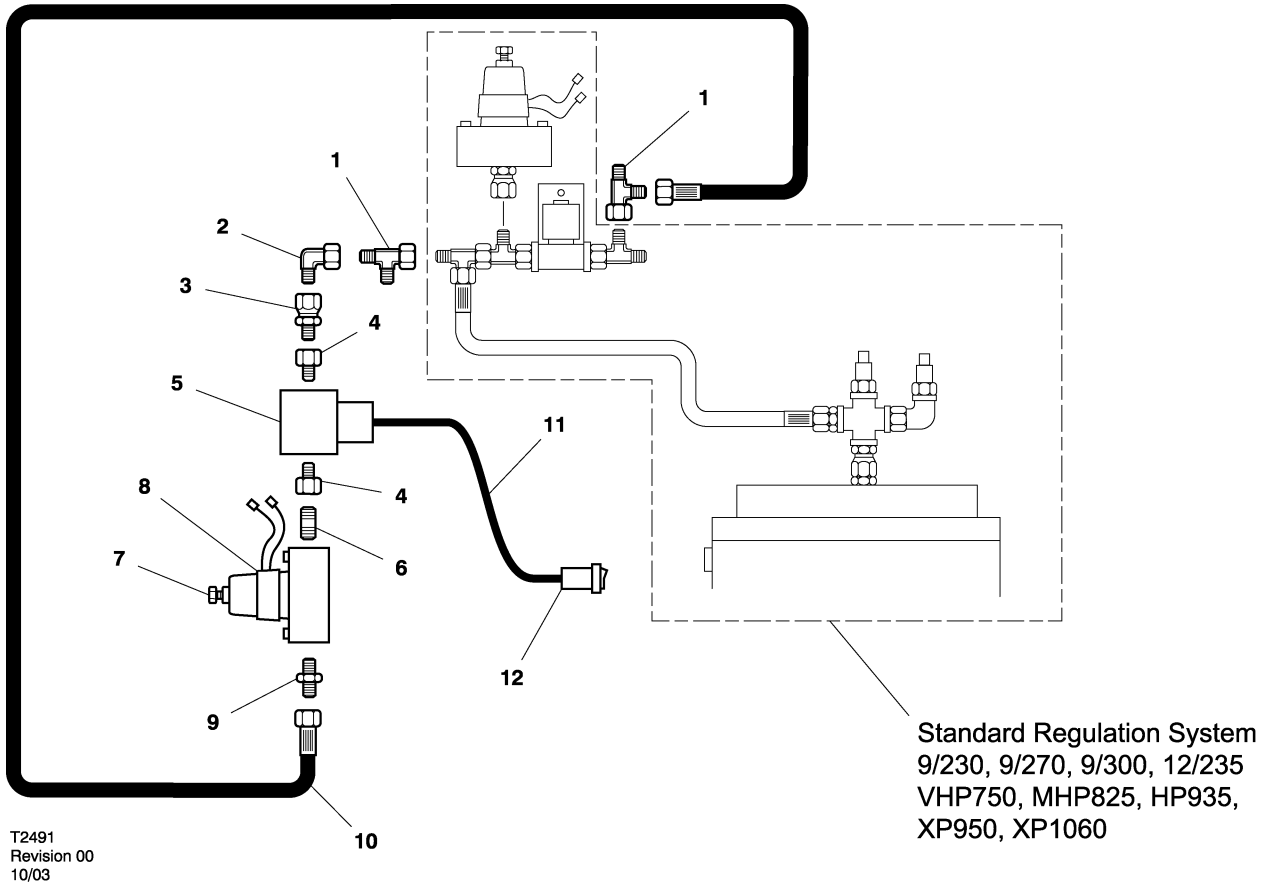 1
1
2
3
4
5
11
8
4
7
6
12
9
Standard Regulation System
9/230, 9/270, 9/300, 12/235
VHP750, MHP825, HP935,
XP950, XP1060
10
T2491
Revision 00
10/03